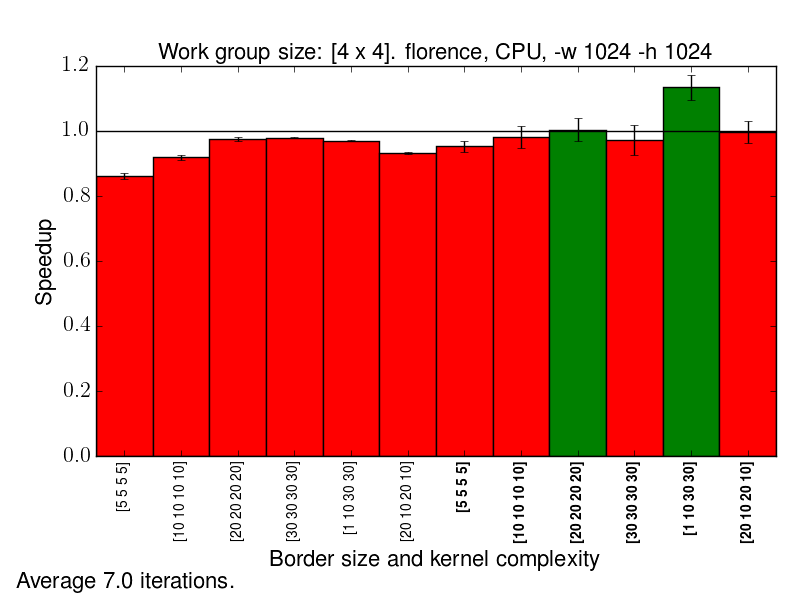 Work group size: [4 x 4]. florence, CPU, -w 1024 -h 1024
1.2
1.0
0.8
0.6
0.4
0.2
0.0
Speedup
[5 5 5 5]
[10 10 10 10]
[20 20 20 20]
[30 30 30 30]
[1 10 30 30]
[20 10 20 10]
[5 5 5 5]
[10 10 10 10]
[20 20 20 20]
[30 30 30 30]
[1 10 30 30]
[20 10 20 10]
Border size and kernel complexity
Average 7.0 iterations.